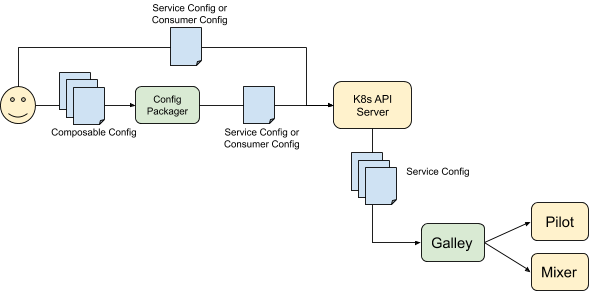 Service Config or
Consumer Config
Composable Config
Config
Packager
Service Config or
Consumer Config
K8s API
Server
Service Config
Galley
Pilot
Mixer